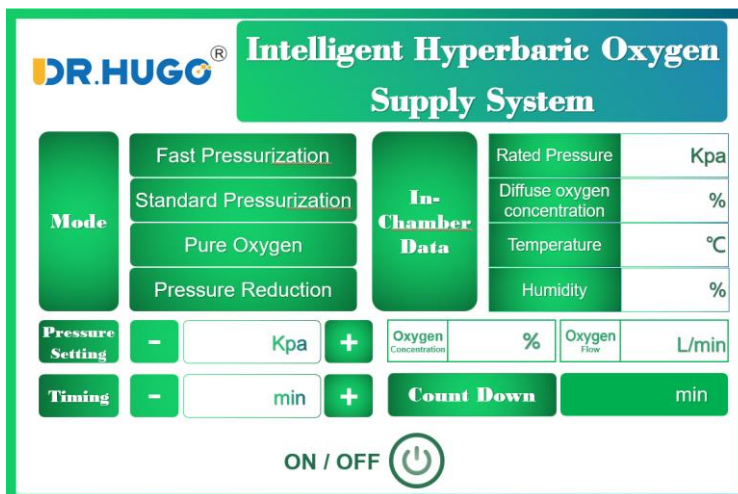 DR.HUGO®
Intelligent Hyperbaric Oxygen
Supply System
Mode
Fast Pressurization
Standard Pressurization
Pure Oxygen
Pressure Reduction
In-
Chamber
Data
Rated Pressure Kpa
Diffuse oxygen
concentration %
Temperature ℃
Humidity %
Pressure
Setting
- Kpa +
Oxygen
Concentration %
Oxygen
Flow L/min
Timing - min +
Count Down min
ON / OFF